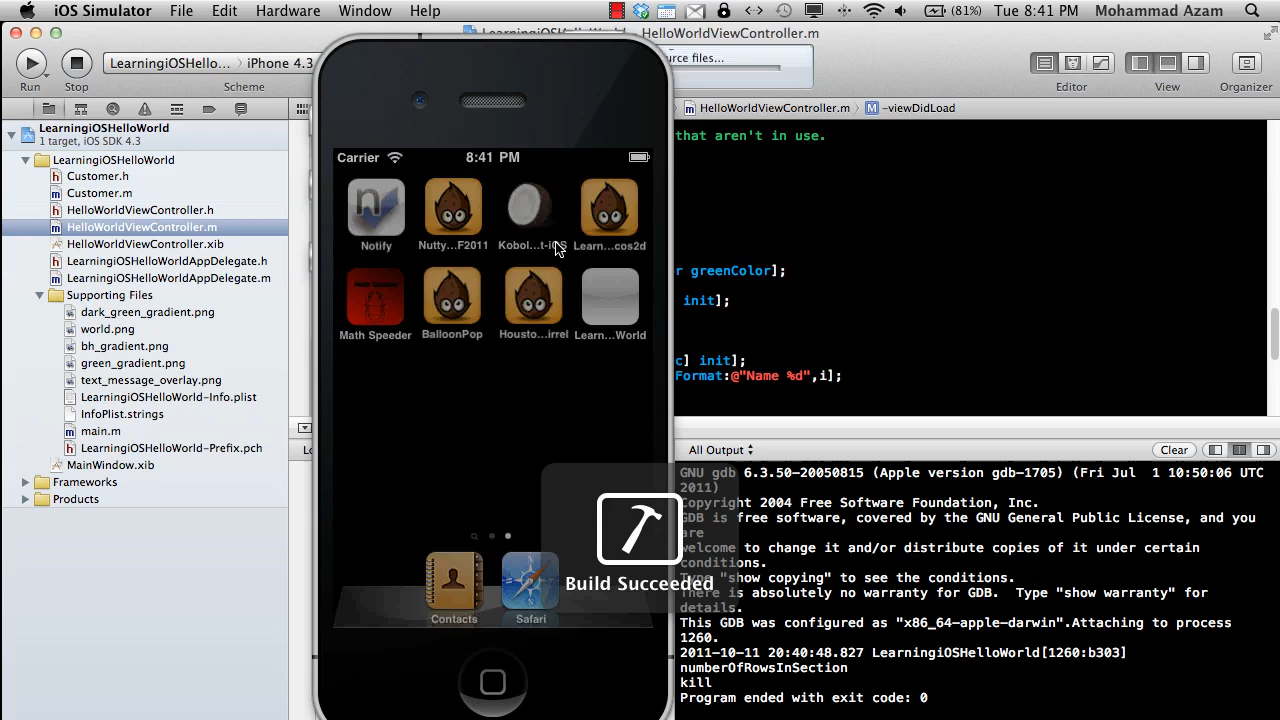 iOS Simulator File Edit Hardware Window Help (81%) Tue 8:41 PM Mohammad Azam
HelloWorldViewController.m
LearningiOSHello... iPhone 4.3
urce files...
Run Stop Scheme Editor View Organizer
HelloWorldViewController.m M -viewDidLoad
LearningiOSHelloWorld
1 target, iOS SDK 4.3
LearningiOSHelloWorld
h Customer.h
m Customer.m
h HelloWorldViewController.h
m HelloWorldViewController.m
HelloWorldViewController.xib
h LearningiOSHelloWorldAppDelegate.h
m LearningiOSHelloWorldAppDelegate.m
Supporting Files
dark_green_gradient.png
world.png
bh_gradient.png
green_gradient.png
text_message_overlay.png
LearningiOSHelloWorld-Info.plist
InfoPlist.strings
m main.m
h LearningiOSHelloWorld-Prefix.pch
MainWindow.xib
Frameworks
Products
Carrier 8:41 PM
Notify Nutty...F2011 Kobol...t-iOS Learn...cos2d
Math Speeder BalloonPop Housto...irrel Learn...World
Contacts Safari
Build Succeeded
that aren't in use.
r greenColor];
init];
c] init];
Format:@"Name %d",i];
Lo
All Output Clear
GNU gdb 6.3.50-20050815 (Apple version gdb-1705) (Fri Jul 1 10:50:06 UTC
2011)
Copyright 2004 Free Software Foundation, Inc.
GDB is free software, covered by the GNU General Public License, and you
are
welcome to change it and/or distribute copies of it under certain
conditions.
Type "show copying" to see the conditions.
There is absolutely no warranty for GDB. Type "show warranty" for
details.
This GDB was configured as "x86_64-apple-darwin".Attaching to process
1260.
2011-10-11 20:40:48.827 LearningiOSHelloWorld[1260:b303]
numberOfRowsInSection
kill
Program ended with exit code: 0